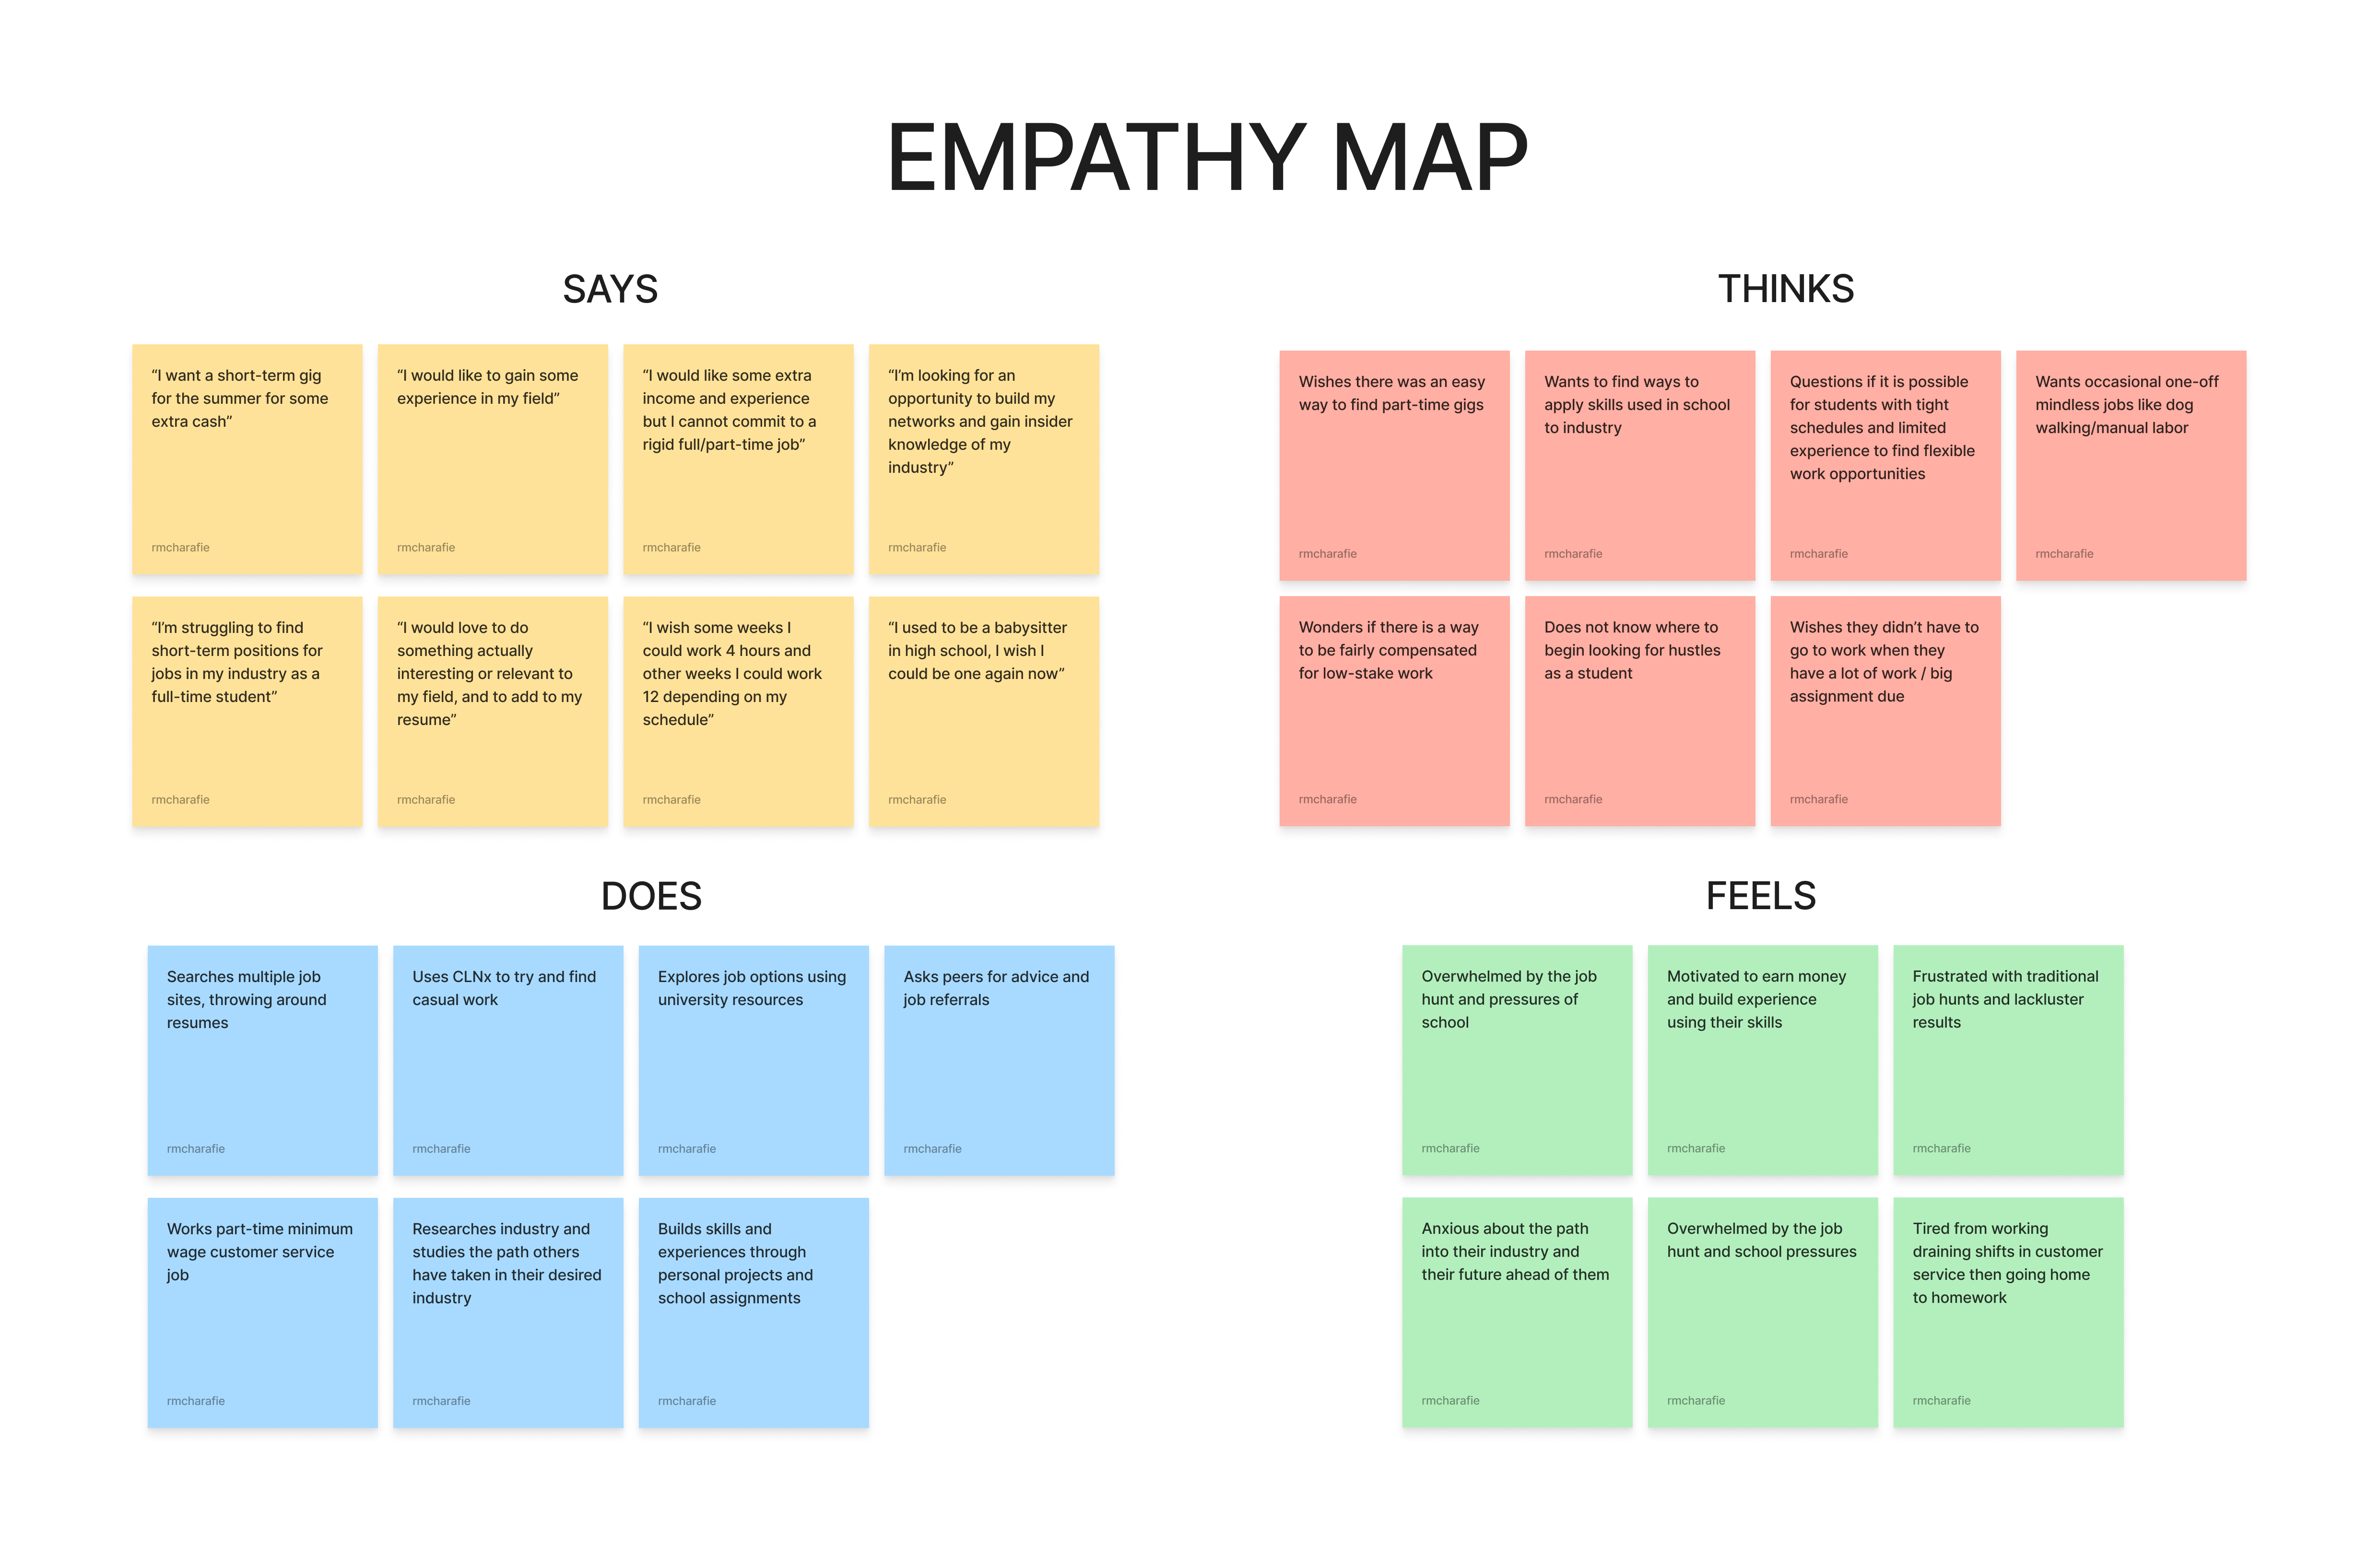 EMPATHY MAP
SAYS
“I want a short-term gig
for the summer for some
extra cash”
rmcharafie
“I would like to gain some
experience in my field”
rmcharafie
“I would like some extra
income and experience
but I cannot commit to a
rigid full/part-time job”
rmcharafie
“I’m looking for an
opportunity to build my
networks and gain insider
knowledge of my
industry”
rmcharafie
“I’m struggling to find
short-term positions for
jobs in my industry as a
full-time student”
rmcharafie
“I would love to do
something actually
interesting or relevant to
my field, and to add to my
resume”
rmcharafie
“I wish some weeks I
could work 4 hours and
other weeks I could work
12 depending on my
schedule”
rmcharafie
“I used to be a babysitter
in high school, I wish I
could be one again now”
rmcharafie
THINKS
Wishes there was an easy
way to find part-time gigs
rmcharafie
Wants to find ways to
apply skills used in school
to industry
rmcharafie
Questions if it is possible
for students with tight
schedules and limited
experience to find flexible
work opportunities
rmcharafie
Wants occasional one-off
mindless jobs like dog
walking/manual labor
rmcharafie
Wonders if there is a way
to be fairly compensated
for low-stake work
rmcharafie
Does not know where to
begin looking for hustles
as a student
rmcharafie
Wishes they didn’t have to
go to work when they
have a lot of work / big
assignment due
rmcharafie
DOES
Searches multiple job
sites, throwing around
resumes
rmcharafie
Uses CLNx to try and find
casual work
rmcharafie
Explores job options using
university resources
rmcharafie
Asks peers for advice and
job referrals
rmcharafie
Works part-time minimum
wage customer service
job
rmcharafie
Researches industry and
studies the path others
have taken in their desired
industry
rmcharafie
Builds skills and
experiences through
personal projects and
school assignments
rmcharafie
FEELS
Overwhelmed by the job
hunt and pressures of
school
rmcharafie
Motivated to earn money
and build experience
using their skills
rmcharafie
Frustrated with traditional
job hunts and lackluster
results
rmcharafie
Anxious about the path
into their industry and
their future ahead of them
rmcharafie
Overwhelmed by the job
hunt and school pressures
rmcharafie
Tired from working
draining shifts in customer
service then going home
to homework
rmcharafie